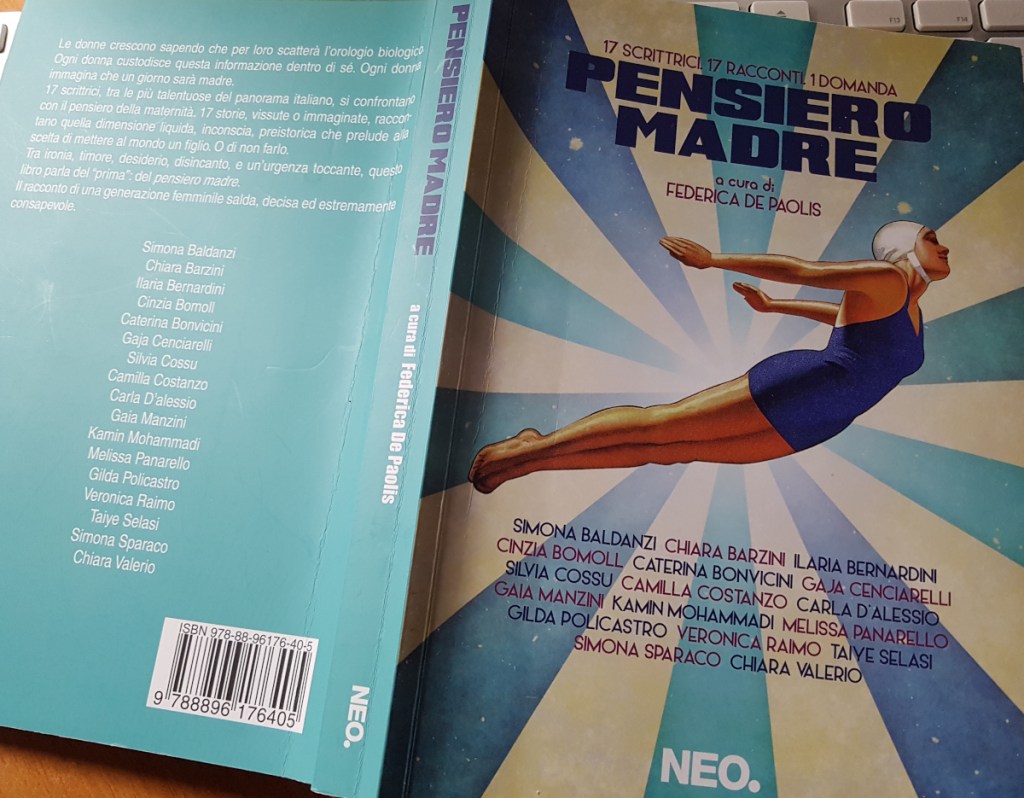 Le donne crescono sapendo che per loro scatterà l'orologio biologico.
Ogni donna custodisce questa informazione dentro di sé. Ogni donna
immagina che un giorno sarà madre.
17 scrittrici, tra le più talentuose del panorama italiano, si confrontano
con il pensiero della maternità. 17 storie, vissute o immaginate, raccon-
tano quella dimensione liquida, inconscia, preistorica che prelude alla
scelta di mettere al mondo un figlio. O di non farlo.
Tra ironia, timore, desiderio, disincanto, e un'urgenza toccante, questo
libro parla del "prima": del pensiero madre.
Il racconto di una generazione femminile salda, decisa ed estremamente
consapevole.
Simona Baldanzi
Chiara Barzini
Ilaria Bernardini
Cinzia Bomoll
Caterina Bonvicini
Gaja Cenciarelli
Silvia Cossu
Camilla Costanzo
Carla D'alessio
Gaia Manzini
Kamin Mohammadi
Melissa Panarello
Gilda Policastro
Veronica Raimo
Taiye Selasi
Simona Sparaco
Chiara Valerio
ISBN 978-88-96176-40-5
9 788896 176405
PENSIERO MADRE
a cura di Federica De Paolis
NEO.
17 SCRITTRICI, 17 RACCONTI, 1 DOMANDA
PENSIERO
MADRE
a cura di
FEDERICA DE PAOLIS
SIMONA BALDANZI CHIARA BARZINI ILARIA BERNARDINI
CINZIA BOMOLL CATERINA BONVICINI GAJA CENCIARELLI
SILVIA COSSU CAMILLA COSTANZO CARLA D'ALESSIO
GAIA MANZINI KAMIN MOHAMMADI MELISSA PANARELLO
GILDA POLICASTRO VERONICA RAIMO TAIYE SELASI
SIMONA SPARACO CHIARA VALERIO
NEO.
F13
F14